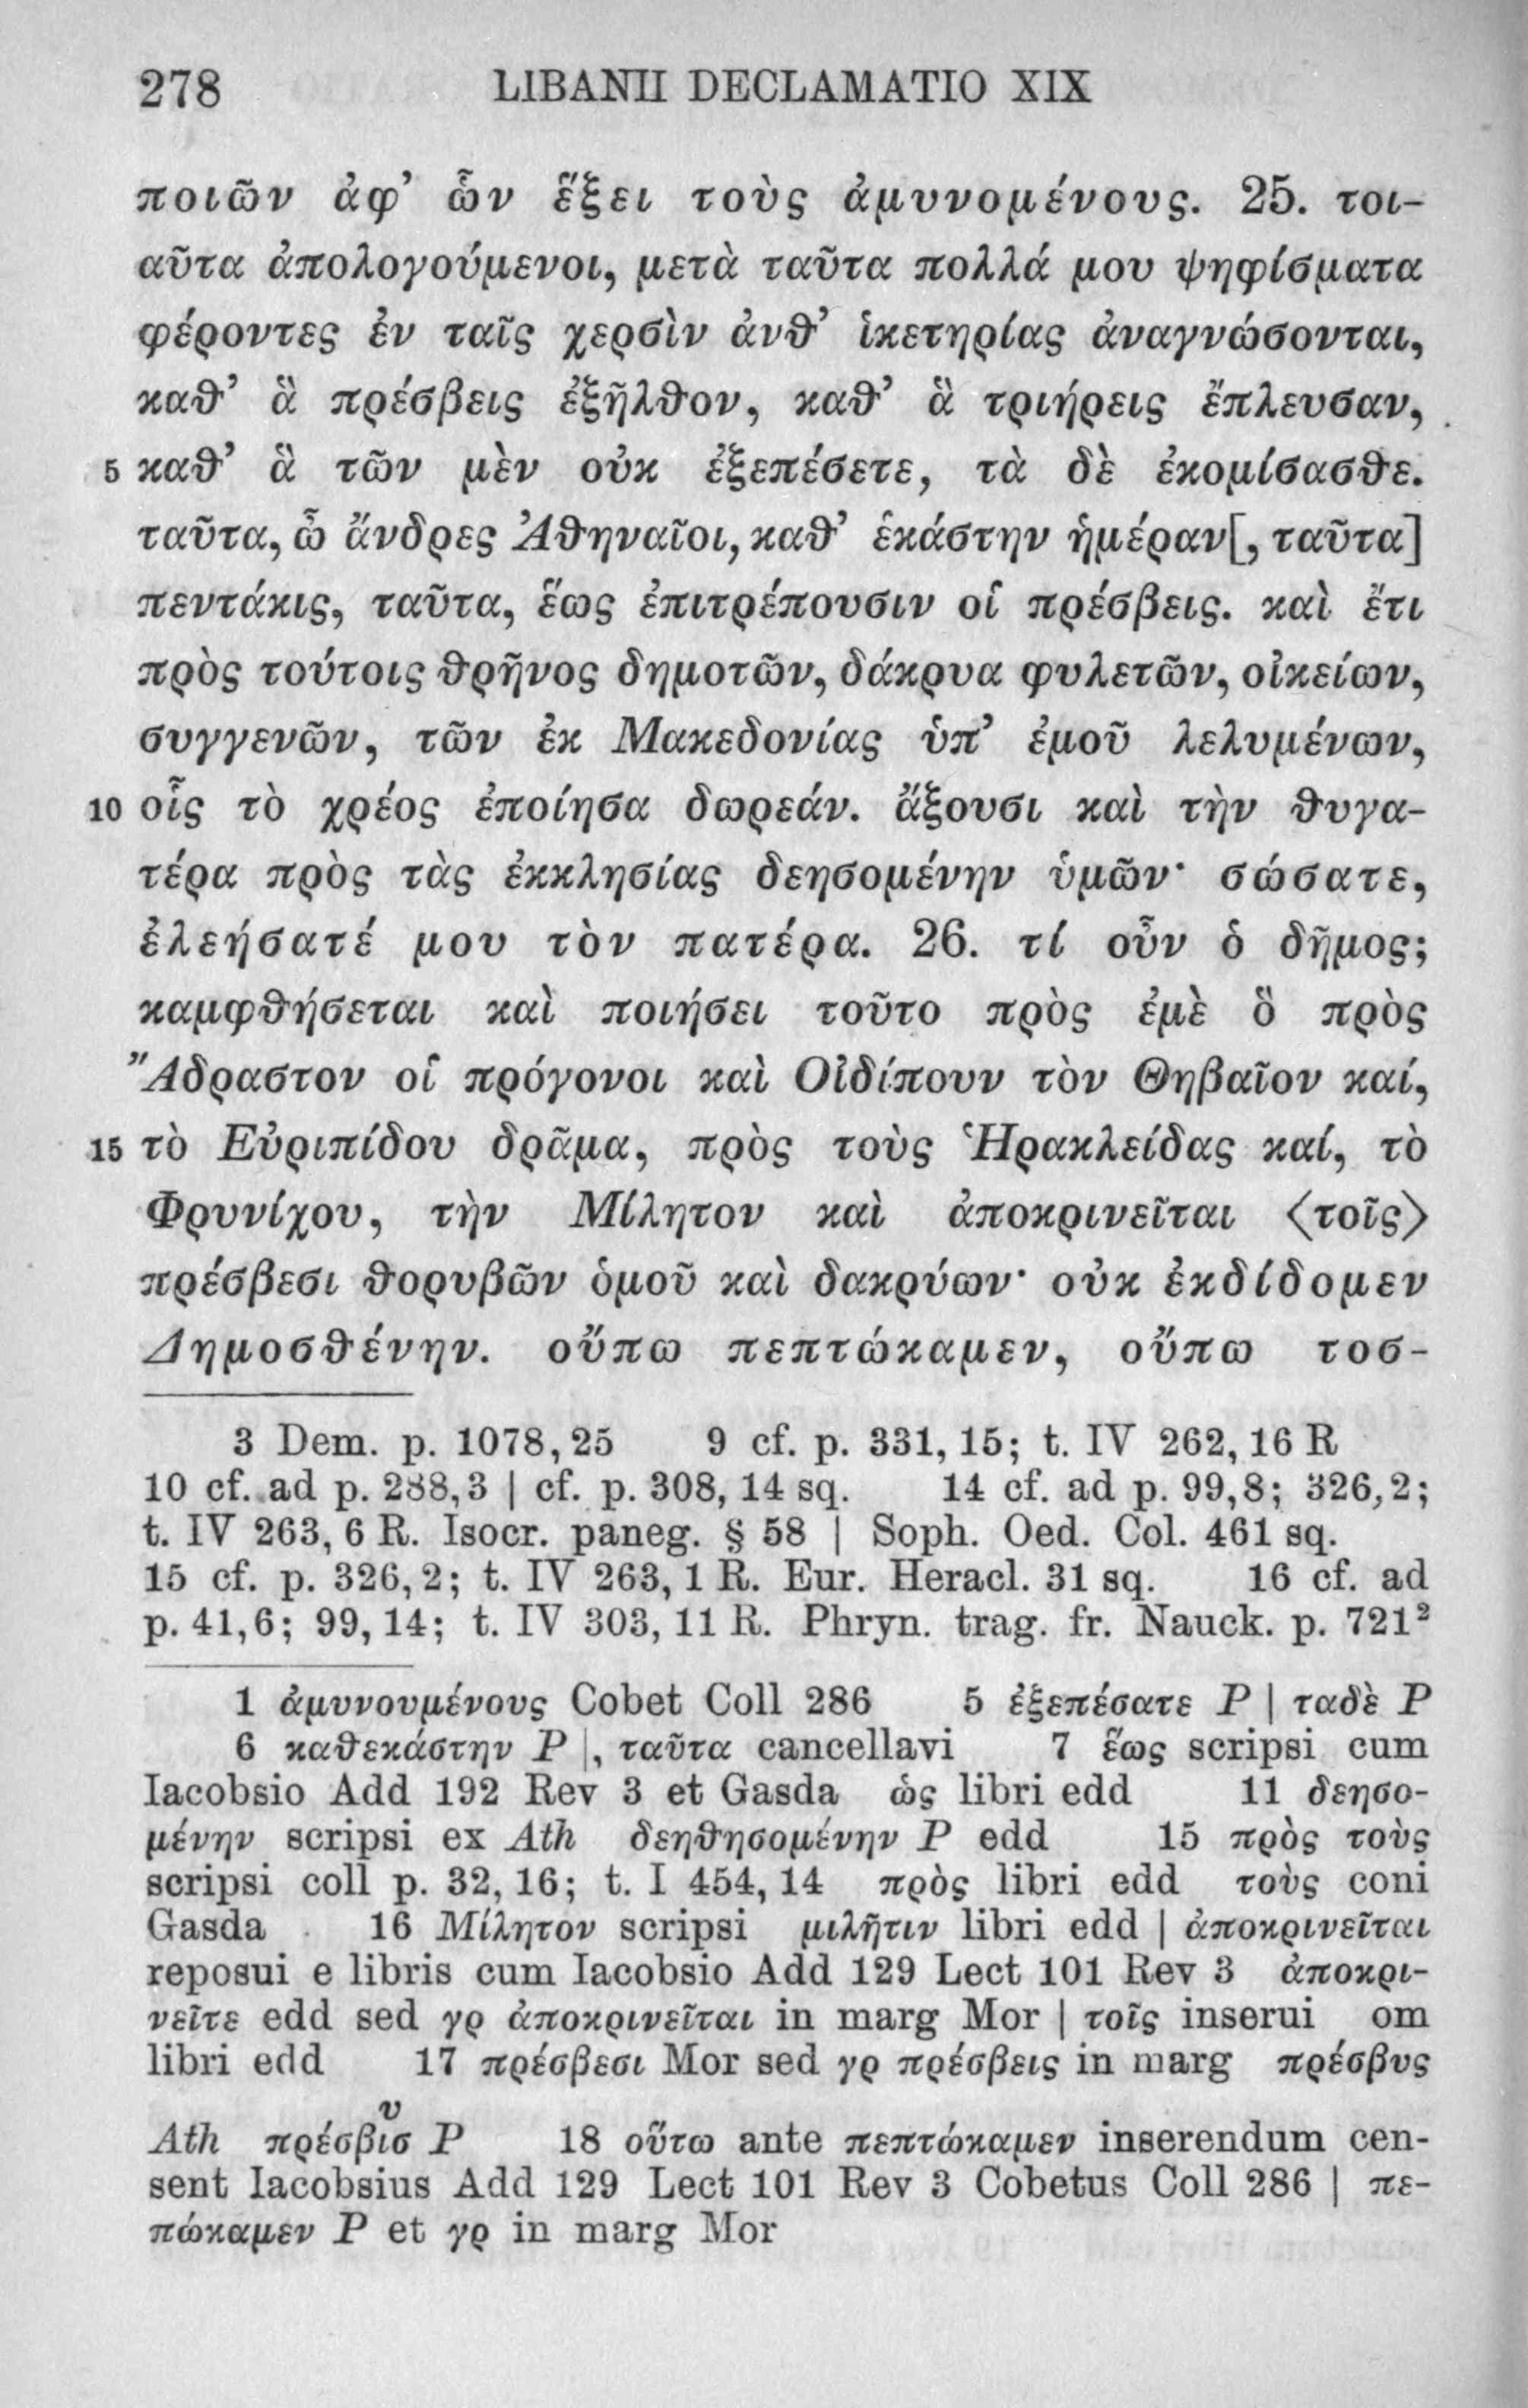 278 LIBANII DECLAMATIO XIX
ποιῶν ἀφ’ ὧν ἕξει τοὺς ἀμυνομένους. 25. τοι-
αῦτα ἀπολογούμενοι, μετὰ ταῦτα πολλά μου ψηφίσματα
φέροντες ἐν ταῖς χερσὶν ἀνθ’ ἱκετηρίας ἀναγνώσονται,
καθ’ ἃ πρέσβεις ἐξῆλθον, καθ’ ἃ τριήρεις ἔπλευσαν,
5 καθ’ ἃ τῶν μὲν οὐκ ἐξεπέσετε, τὰ δὲ ἐκομίσασθε.
ταῦτα, ὦ ἄνδρες Ἀθηναῖοι, καθ’ ἑκάστην ἡμέραν[, ταῦτα]
πεντάκις, ταῦτα, ἕως ἐπιτρέπουσιν οἱ πρέσβεις. καὶ ἔτι
πρὸς τούτοις θρῆνος δημοτῶν, δάκρυα φυλετῶν, οἰκείων,
συγγενῶν, τῶν ἐκ Μακεδονίας ὑπ’ ἐμοῦ λελυμένων,
10 οἷς τὸ χρέος ἐποίησα δωρεάν. ἄξουσι καὶ τὴν θυγα-
τέρα πρὸς τὰς ἐκκλησίας δεησομένην ὑμῶν· σώσατε,
ἐλεήσατέ μου τὸν πατέρα. 26. τί οὖν ὁ δῆμος;
καμφθήσεται καὶ ποιήσει τοῦτο πρὸς ἐμὲ ὃ πρὸς
Ἄδραστον οἱ πρόγονοι καὶ Οἰδίπουν τὸν Θηβαῖον καί,
15 τὸ Εὐριπίδου δρᾶμα, πρὸς τοὺς Ἡρακλείδας καί, τὸ
Φρυνίχου, τὴν Μίλητον καὶ ἀποκρινεῖται ⟨τοῖς⟩
πρέσβεσι θορυβῶν ὁμοῦ καὶ δακρύων· οὐκ ἐκδίδομεν
Δημοσθένην. οὔπω πεπτώκαμεν, οὔπω τοσ-
3 Dem. p. 1078, 25 9 cf. p. 331, 15; t. IV 262, 16 R
10 cf. ad p. 288, 3 | cf. p. 308, 14 sq. 14 cf. ad p. 99, 8; 326, 2;
t. IV 263, 6 R. Isocr. paneg. § 58 | Soph. Oed. Col. 461 sq.
15 cf. p. 326, 2; t. IV 263, 1 R. Eur. Heracl. 31 sq. 16 cf. ad
p. 41, 6; 99, 14; t. IV 303, 11 R. Phryn. trag. fr. Nauck. p. 721²
1 ἀμυνουμένους Cobet Coll 286 5 ἐξεπέσατε P | ταδὲ P
6 καθεκάστην P |, ταῦτα cancellavi 7 ἕως scripsi cum
Iacobsio Add 192 Rev 3 et Gasda ὡς libri edd 11 δεησο-
μένην scripsi ex Ath δεηθησομένην P edd 15 πρὸς τοὺς
scripsi coll p. 32, 16; t. I 454, 14 πρὸς libri edd τοὺς coni
Gasda 16 Μίλητον scripsi μιλῆτιν libri edd | ἀποκρινεῖται
reposui e libris cum Iacobsio Add 129 Lect 101 Rev 3 ἀποκρι-
νεῖτε edd sed γρ ἀποκρινεῖται in marg Mor | τοῖς inserui om
libri edd 17 πρέσβεσι Mor sed γρ πρέσβεις in marg πρέσβυς
υ
Ath πρέσβισ P 18 οὔτω ante πεπτώκαμεν inserendum cen-
sent Iacobsius Add 129 Lect 101 Rev 3 Cobetus Coll 286 | πε-
πώκαμεν P et γρ in marg Mor